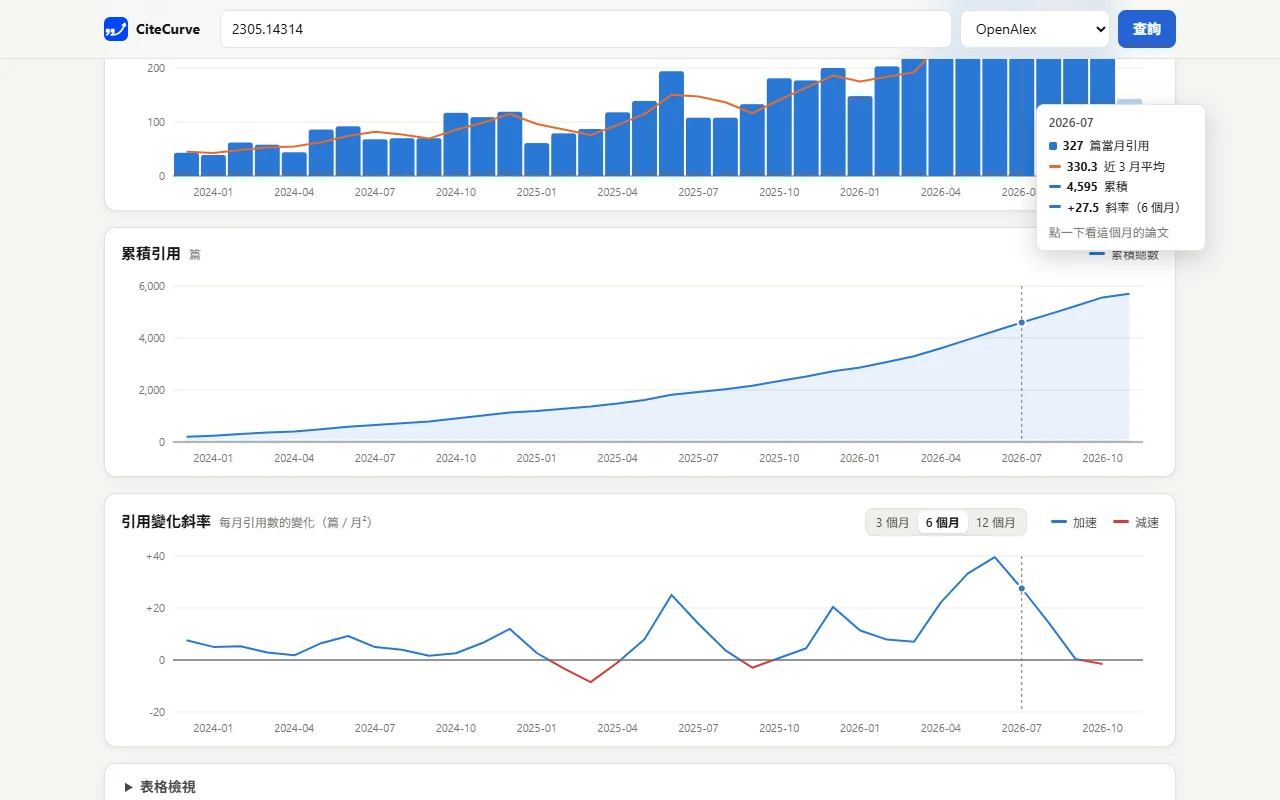 CiteCurve
2305.14314
OpenAlex
查詢
200
100
0
2024-01 2024-04 2024-07 2024-10 2025-01 2025-04 2025-07 2025-10 2026-01 2026-04 2026-0
2026-07
327 篇當月引用
330.3 近 3 月平均
4,595 累積
+27.5 斜率（6 個月）
點一下看這個月的論文
累積引用 篇
累積總數
6,000
4,000
2,000
0
2024-01 2024-04 2024-07 2024-10 2025-01 2025-04 2025-07 2025-10 2026-01 2026-04 2026-07 2026-10
引用變化斜率 每月引用數的變化（篇 / 月²）
3 個月 6 個月 12 個月 加速 減速
+40
+20
0
-20
2024-01 2024-04 2024-07 2024-10 2025-01 2025-04 2025-07 2025-10 2026-01 2026-04 2026-07 2026-10
表格檢視